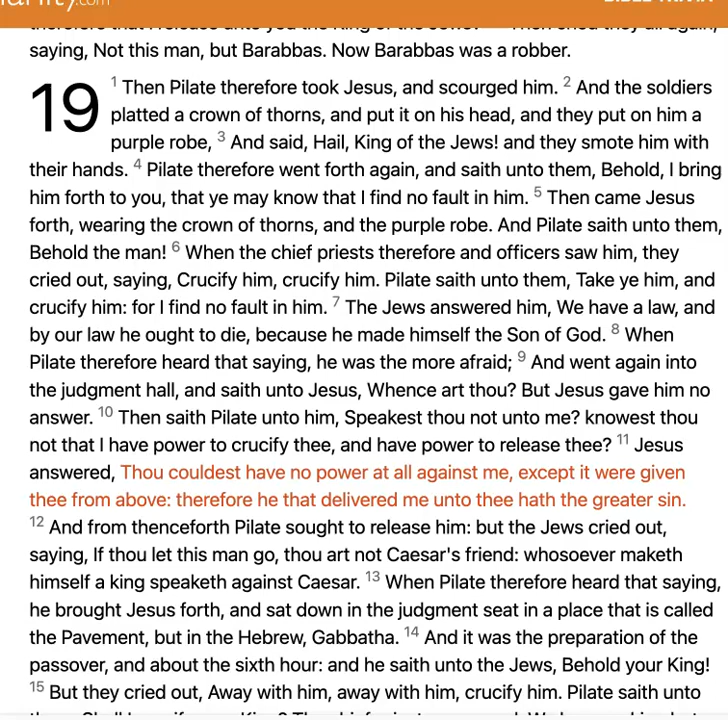 .com
saying, Not this man, but Barabbas. Now Barabbas was a robber.
19 1 Then Pilate therefore took Jesus, and scourged him. 2 And the soldiers
platted a crown of thorns, and put it on his head, and they put on him a
purple robe, 3 And said, Hail, King of the Jews! and they smote him with
their hands. 4 Pilate therefore went forth again, and saith unto them, Behold, I bring
him forth to you, that ye may know that I find no fault in him. 5 Then came Jesus
forth, wearing the crown of thorns, and the purple robe. And Pilate saith unto them,
Behold the man! 6 When the chief priests therefore and officers saw him, they
cried out, saying, Crucify him, crucify him. Pilate saith unto them, Take ye him, and
crucify him: for I find no fault in him. 7 The Jews answered him, We have a law, and
by our law he ought to die, because he made himself the Son of God. 8 When
Pilate therefore heard that saying, he was the more afraid; 9 And went again into
the judgment hall, and saith unto Jesus, Whence art thou? But Jesus gave him no
answer. 10 Then saith Pilate unto him, Speakest thou not unto me? knowest thou
not that I have power to crucify thee, and have power to release thee? 11 Jesus
answered, Thou couldest have no power at all against me, except it were given
thee from above: therefore he that delivered me unto thee hath the greater sin.
12 And from thenceforth Pilate sought to release him: but the Jews cried out,
saying, If thou let this man go, thou art not Caesar's friend: whosoever maketh
himself a king speaketh against Caesar. 13 When Pilate therefore heard that saying,
he brought Jesus forth, and sat down in the judgment seat in a place that is called
the Pavement, but in the Hebrew, Gabbatha. 14 And it was the preparation of the
passover, and about the sixth hour: and he saith unto the Jews, Behold your King!
15 But they cried out, Away with him, away with him, crucify him. Pilate saith unto